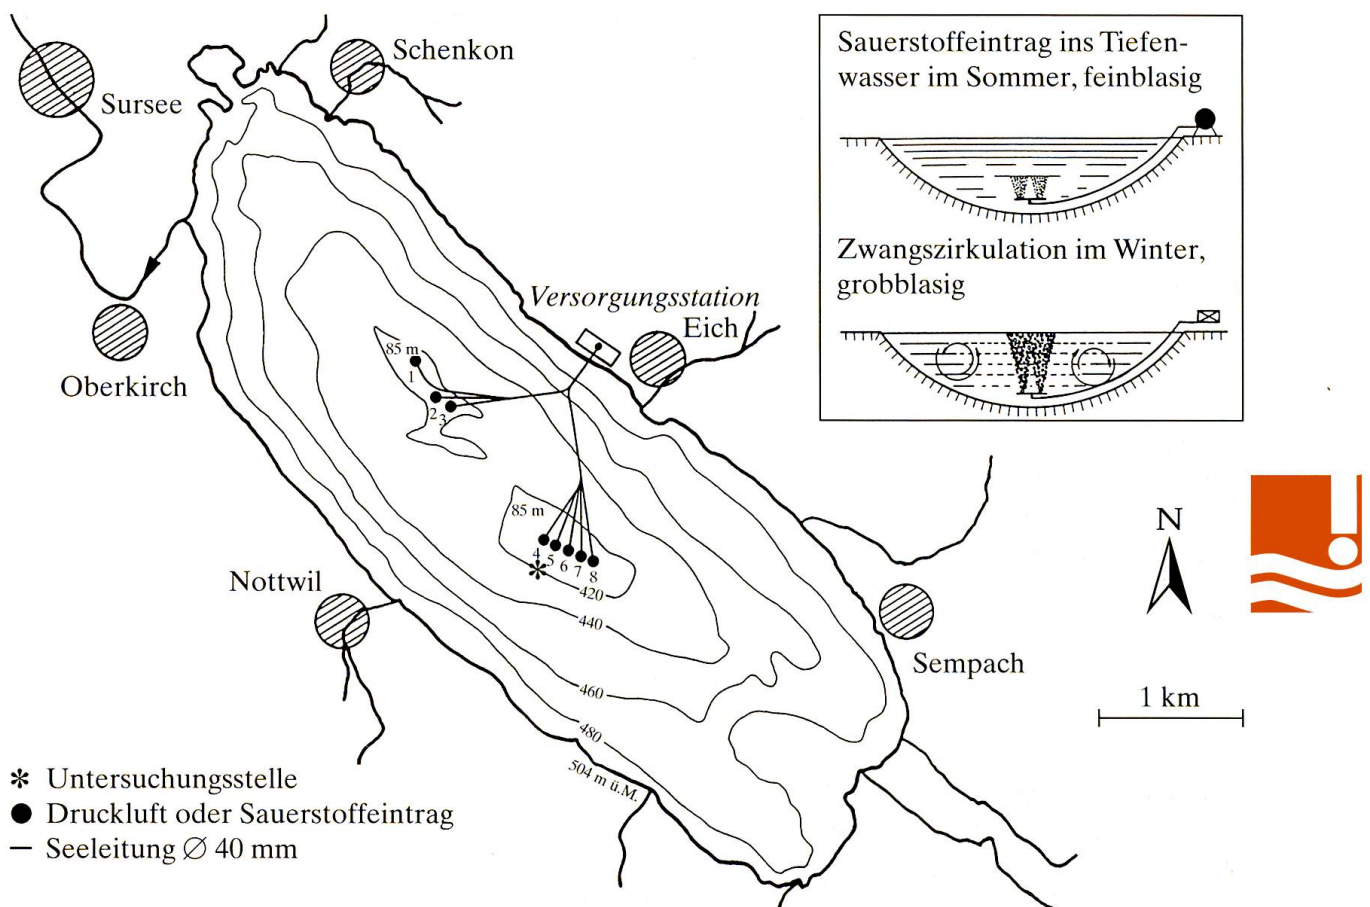 Schenkon
Sursee
Oberkirch
Versorgungsstation
Eich
85 m
1
2
3
85 m
4
5
6
7
8
420
440
460
480
504 m ü.M.
Nottwil
Sempach
N
1 km
Sauerstoffeintrag ins Tiefen-
wasser im Sommer, feinblasig
Zwangszirkulation im Winter,
grobblasig
* Untersuchungsstelle
● Druckluft oder Sauerstoffeintrag
– Seeleitung ∅ 40 mm